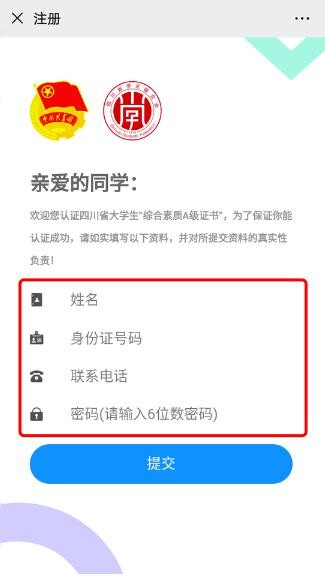 注册
亲爱的同学：
欢迎您认证四川省大学生“综合素质A级证书”，为了保证你能
认证成功，请如实填写以下资料，并对所提交资料的真实性
负责！
姓名
身份证号码
联系电话
密码(请输入6位数密码)
提交